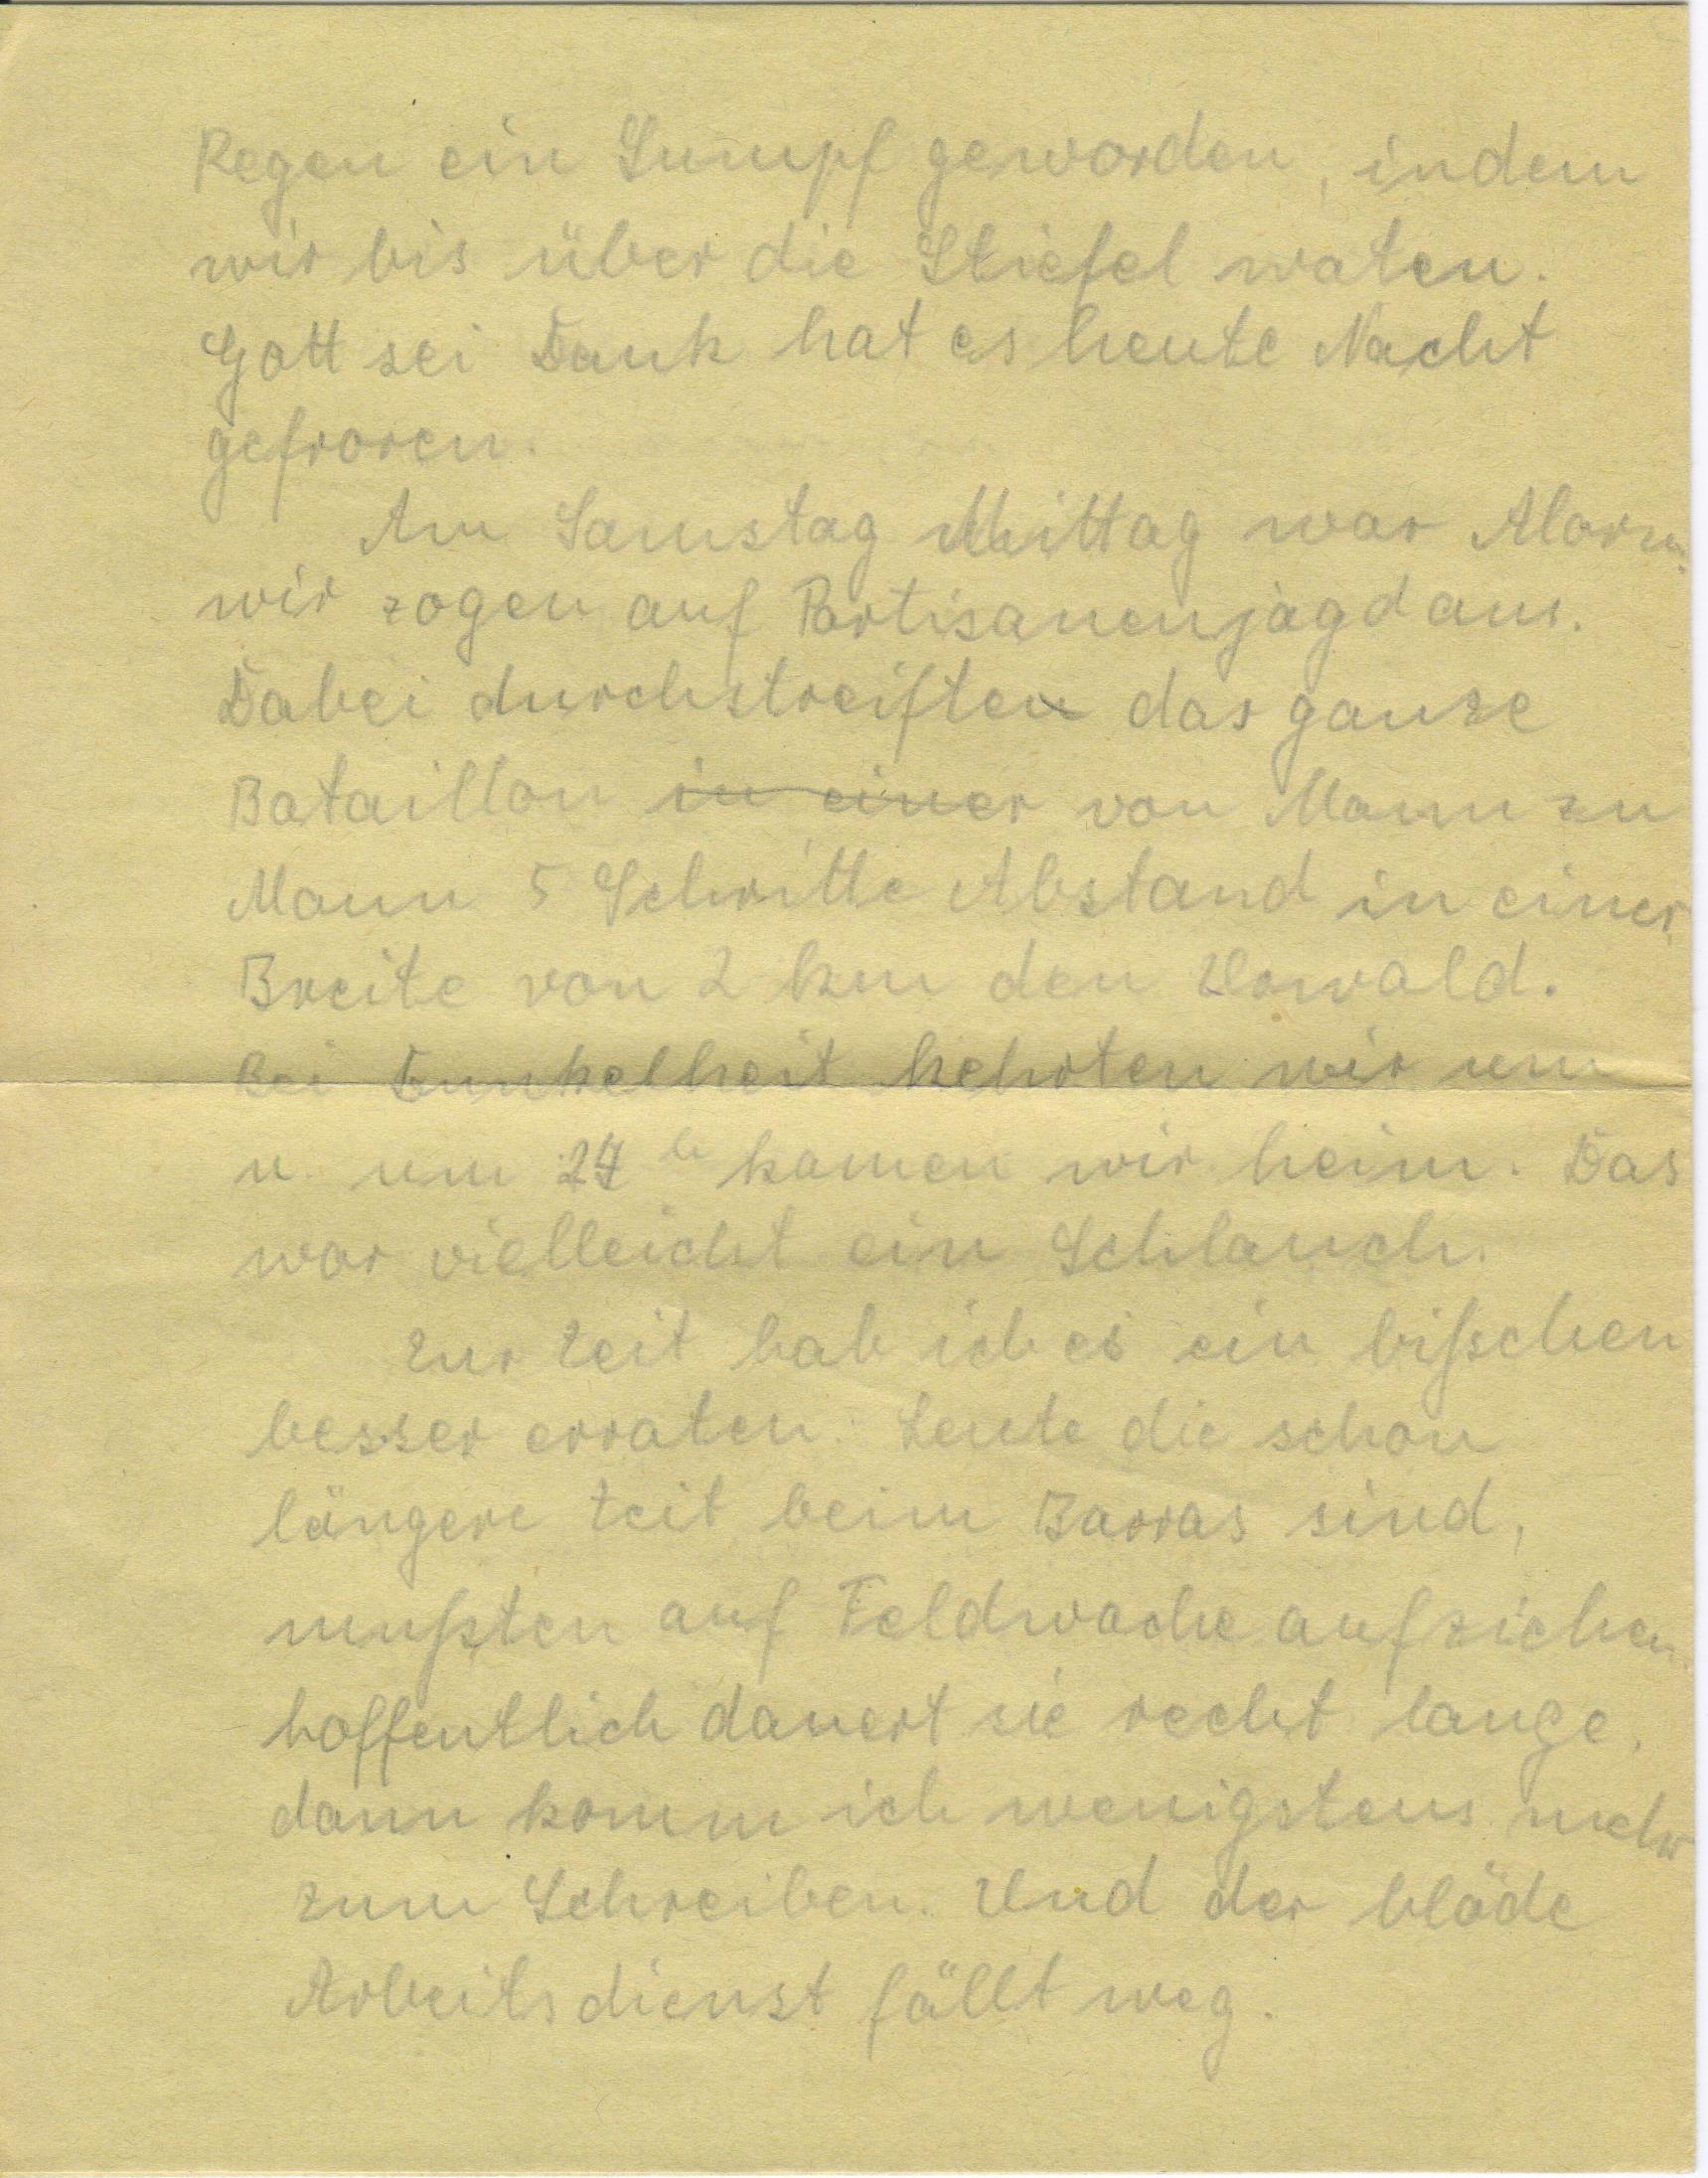 Regen ein Sumpf geworden, indem
wir bis über die Stiefel waten.
Gott sei Dank hat es heute Nacht
gefroren.
Am Samstag Mittag war Alarm.
wir zogen auf Partisanenjagd aus.
Dabei durchstreiften das ganze
Bataillon in einer von Mann zu
Mann 5 Schritte Abstand in einer
Breite von 2 km den Urwald.
Bei Dunkelheit kehrten wir um
u. um 24 h kamen wir heim. Das
war vielleicht ein Schlauch.
Zur Zeit hab ich es ein bißchen
besser erraten. Leute die schon
längere Zeit beim Barras sind,
mußten auf Feldwache aufziehen.
hoffentlich dauert sie recht lange,
dann komm ich wenigstens mehr
zum Schreiben. Und der blöde
Arbeitsdienst fällt weg.